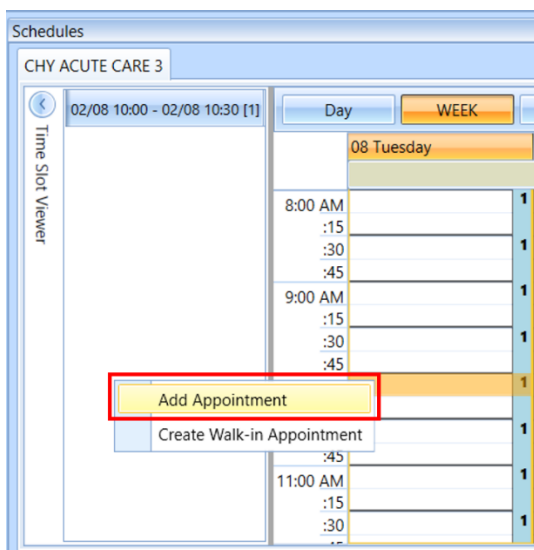 Schedules
CHY ACUTE CARE 3
Time Slot Viewer
02/08 10:00 - 02/08 10:30 [1]
Day
WEEK
08 Tuesday
8:00 AM
1
:15
:30
1
:45
9:00 AM
1
:15
:30
1
:45
1
Add Appointment
Create Walk-in Appointment
1
:45
11:00 AM
1
:15
:30
1